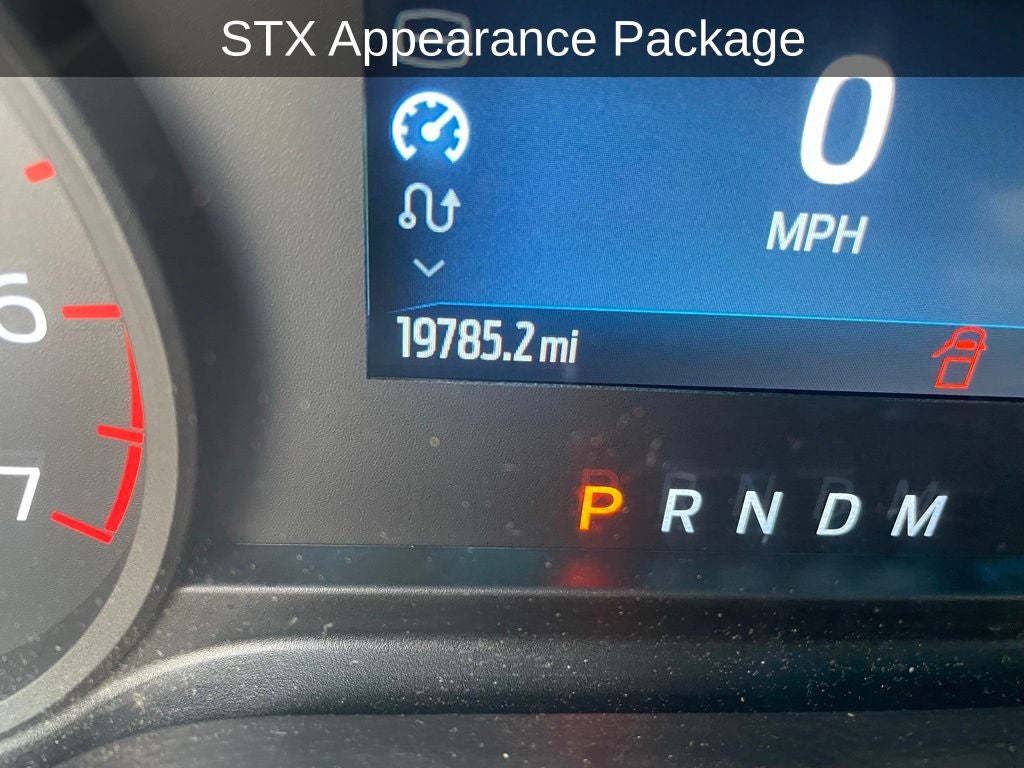 STX Appearance Package
0
MPH
6
19785.2 mi
7
P R N D M